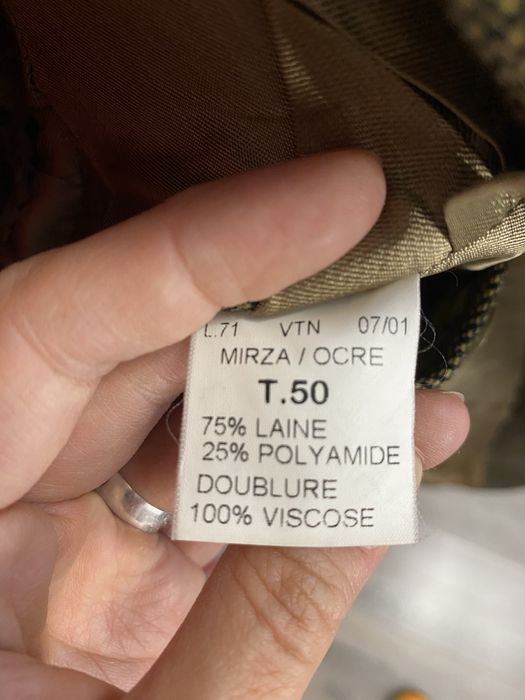 L.71 VTN 07/01
MIRZA / OCRE
T.50
75% LAINE
25% POLYAMIDE
DOUBLURE
100% VISCOSE